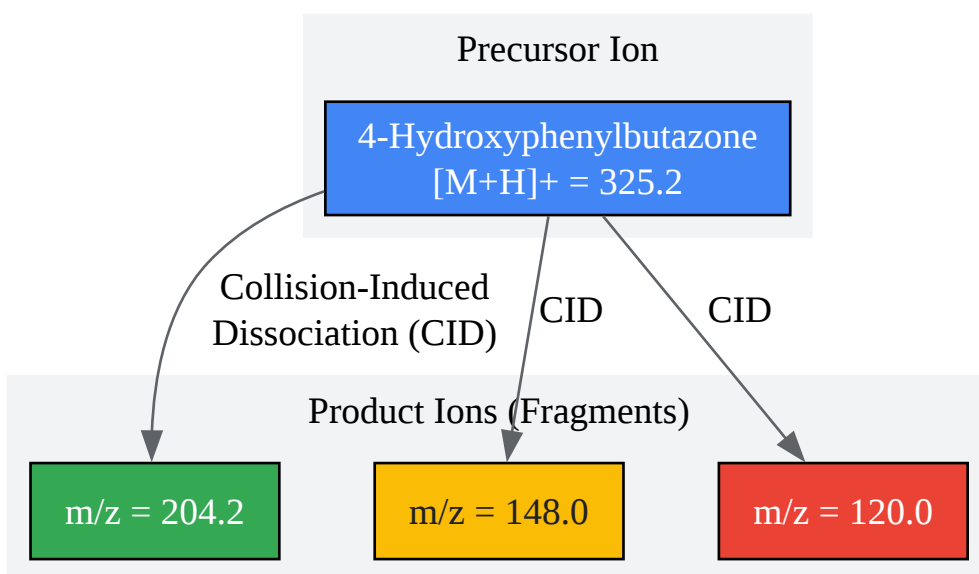 Precursor Ion
4-Hydroxyphenylbutazone
[M+H]+ = 325.2
Collision-Induced
Dissociation (CID)
CID
CID
Product Ions (Fragments)
m/z = 204.2
m/z = 148.0
m/z = 120.0